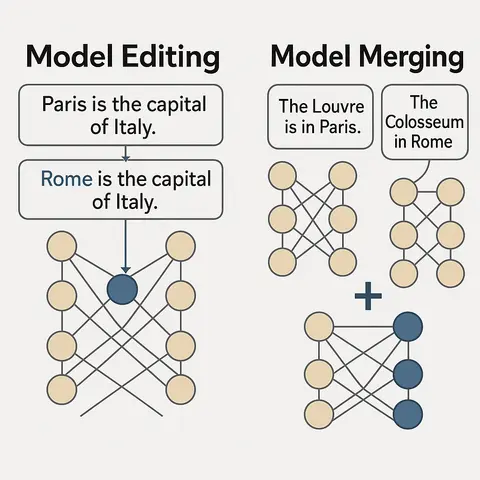 Model Editing
Paris is the capital
of Italy.
Rome is the capital
of Italy.
Model Merging
The Louvre
is in Paris.
The
Colosseum
in Rome
+